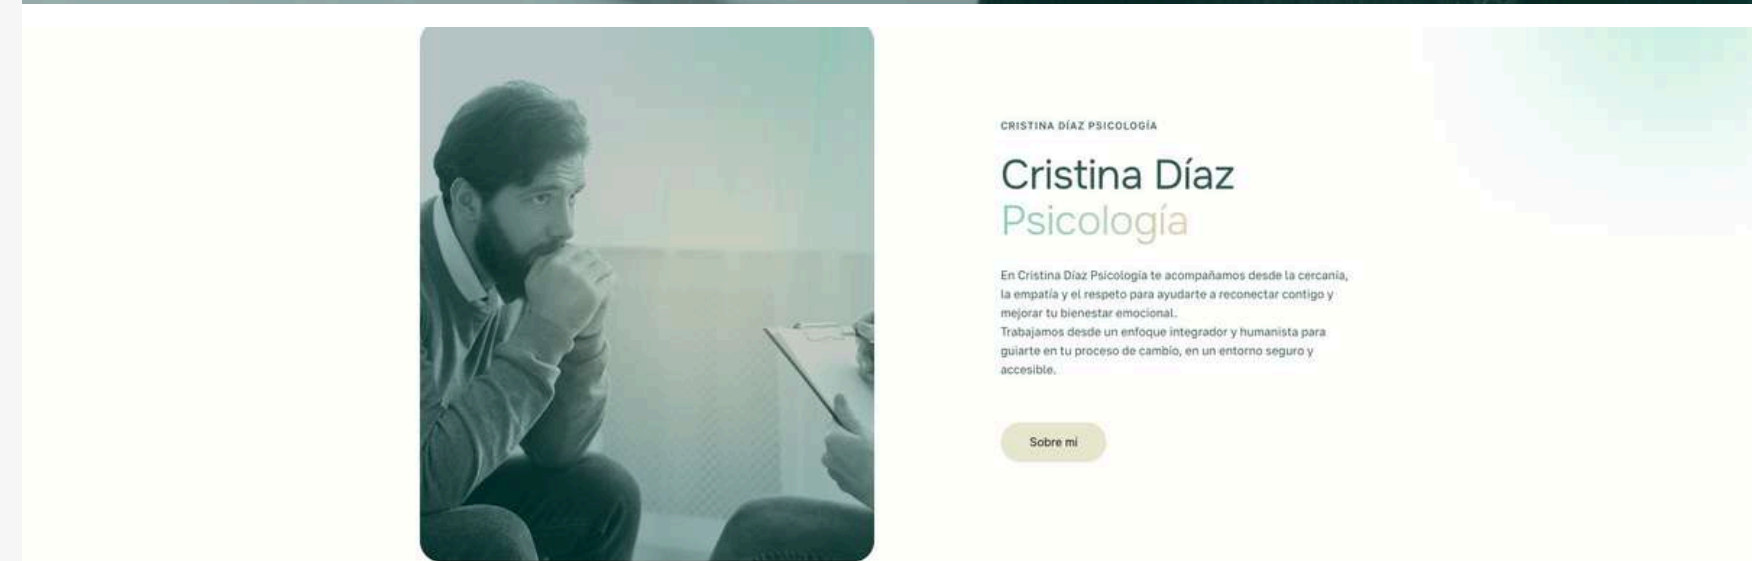 CRISTINA DÍAZ PSICOLOGÍA
Cristina Díaz
Psicología
En Cristina Díaz Psicología te acompañamos desde la cercanía,
la empatía y el respeto para ayudarte a reconectar contigo y
mejorar tu bienestar emocional.
Trabajamos desde un enfoque integrador y humanista para
guiarte en tu proceso de cambio, en un entorno seguro y
accesible.
Sobre mí